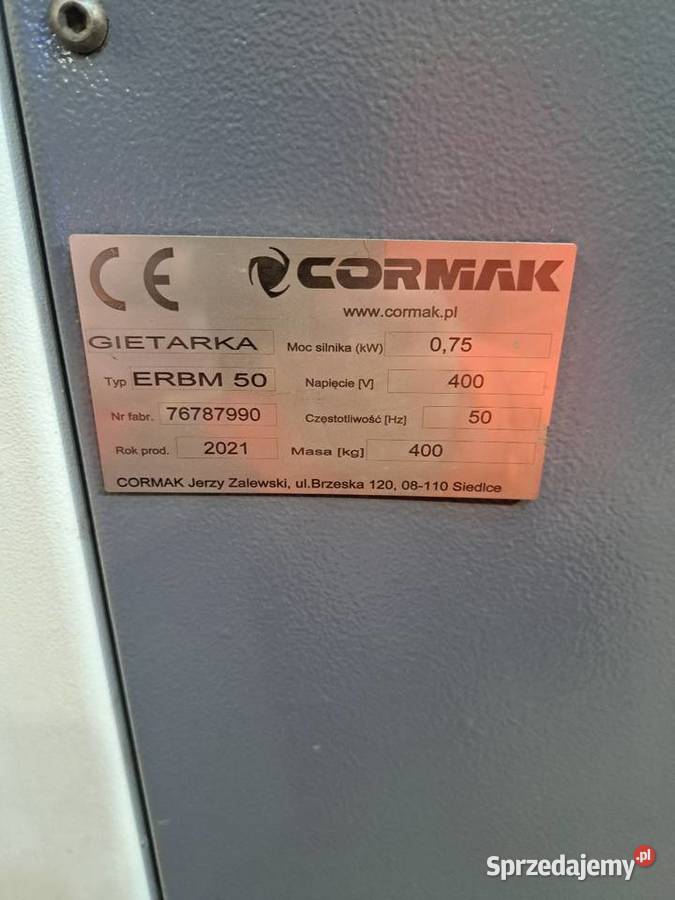 CE CORMAK
www.cormak.pl
GIETARKA Moc silnika (kW) 0,75
Typ ERBM 50 Napięcie [V] 400
Nr fabr. 76787990 Częstotliwość [Hz] 50
Rok prod. 2021 Masa [kg] 400
CORMAK Jerzy Zalewski, ul.Brzeska 120, 08-110 Siedlce
Sprzedajemy.pl